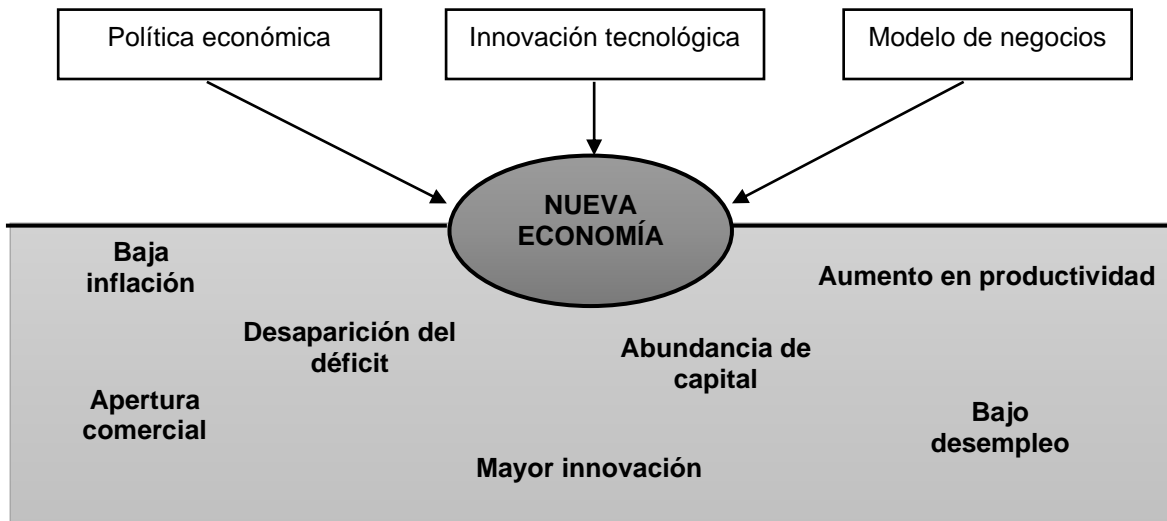 Política económica
Innovación tecnológica
Modelo de negocios
NUEVA
ECONOMÍA
Baja
inflación
Aumento en productividad
Desaparición del
déficit
Abundancia de
capital
Apertura
comercial
Bajo
desempleo
Mayor innovación